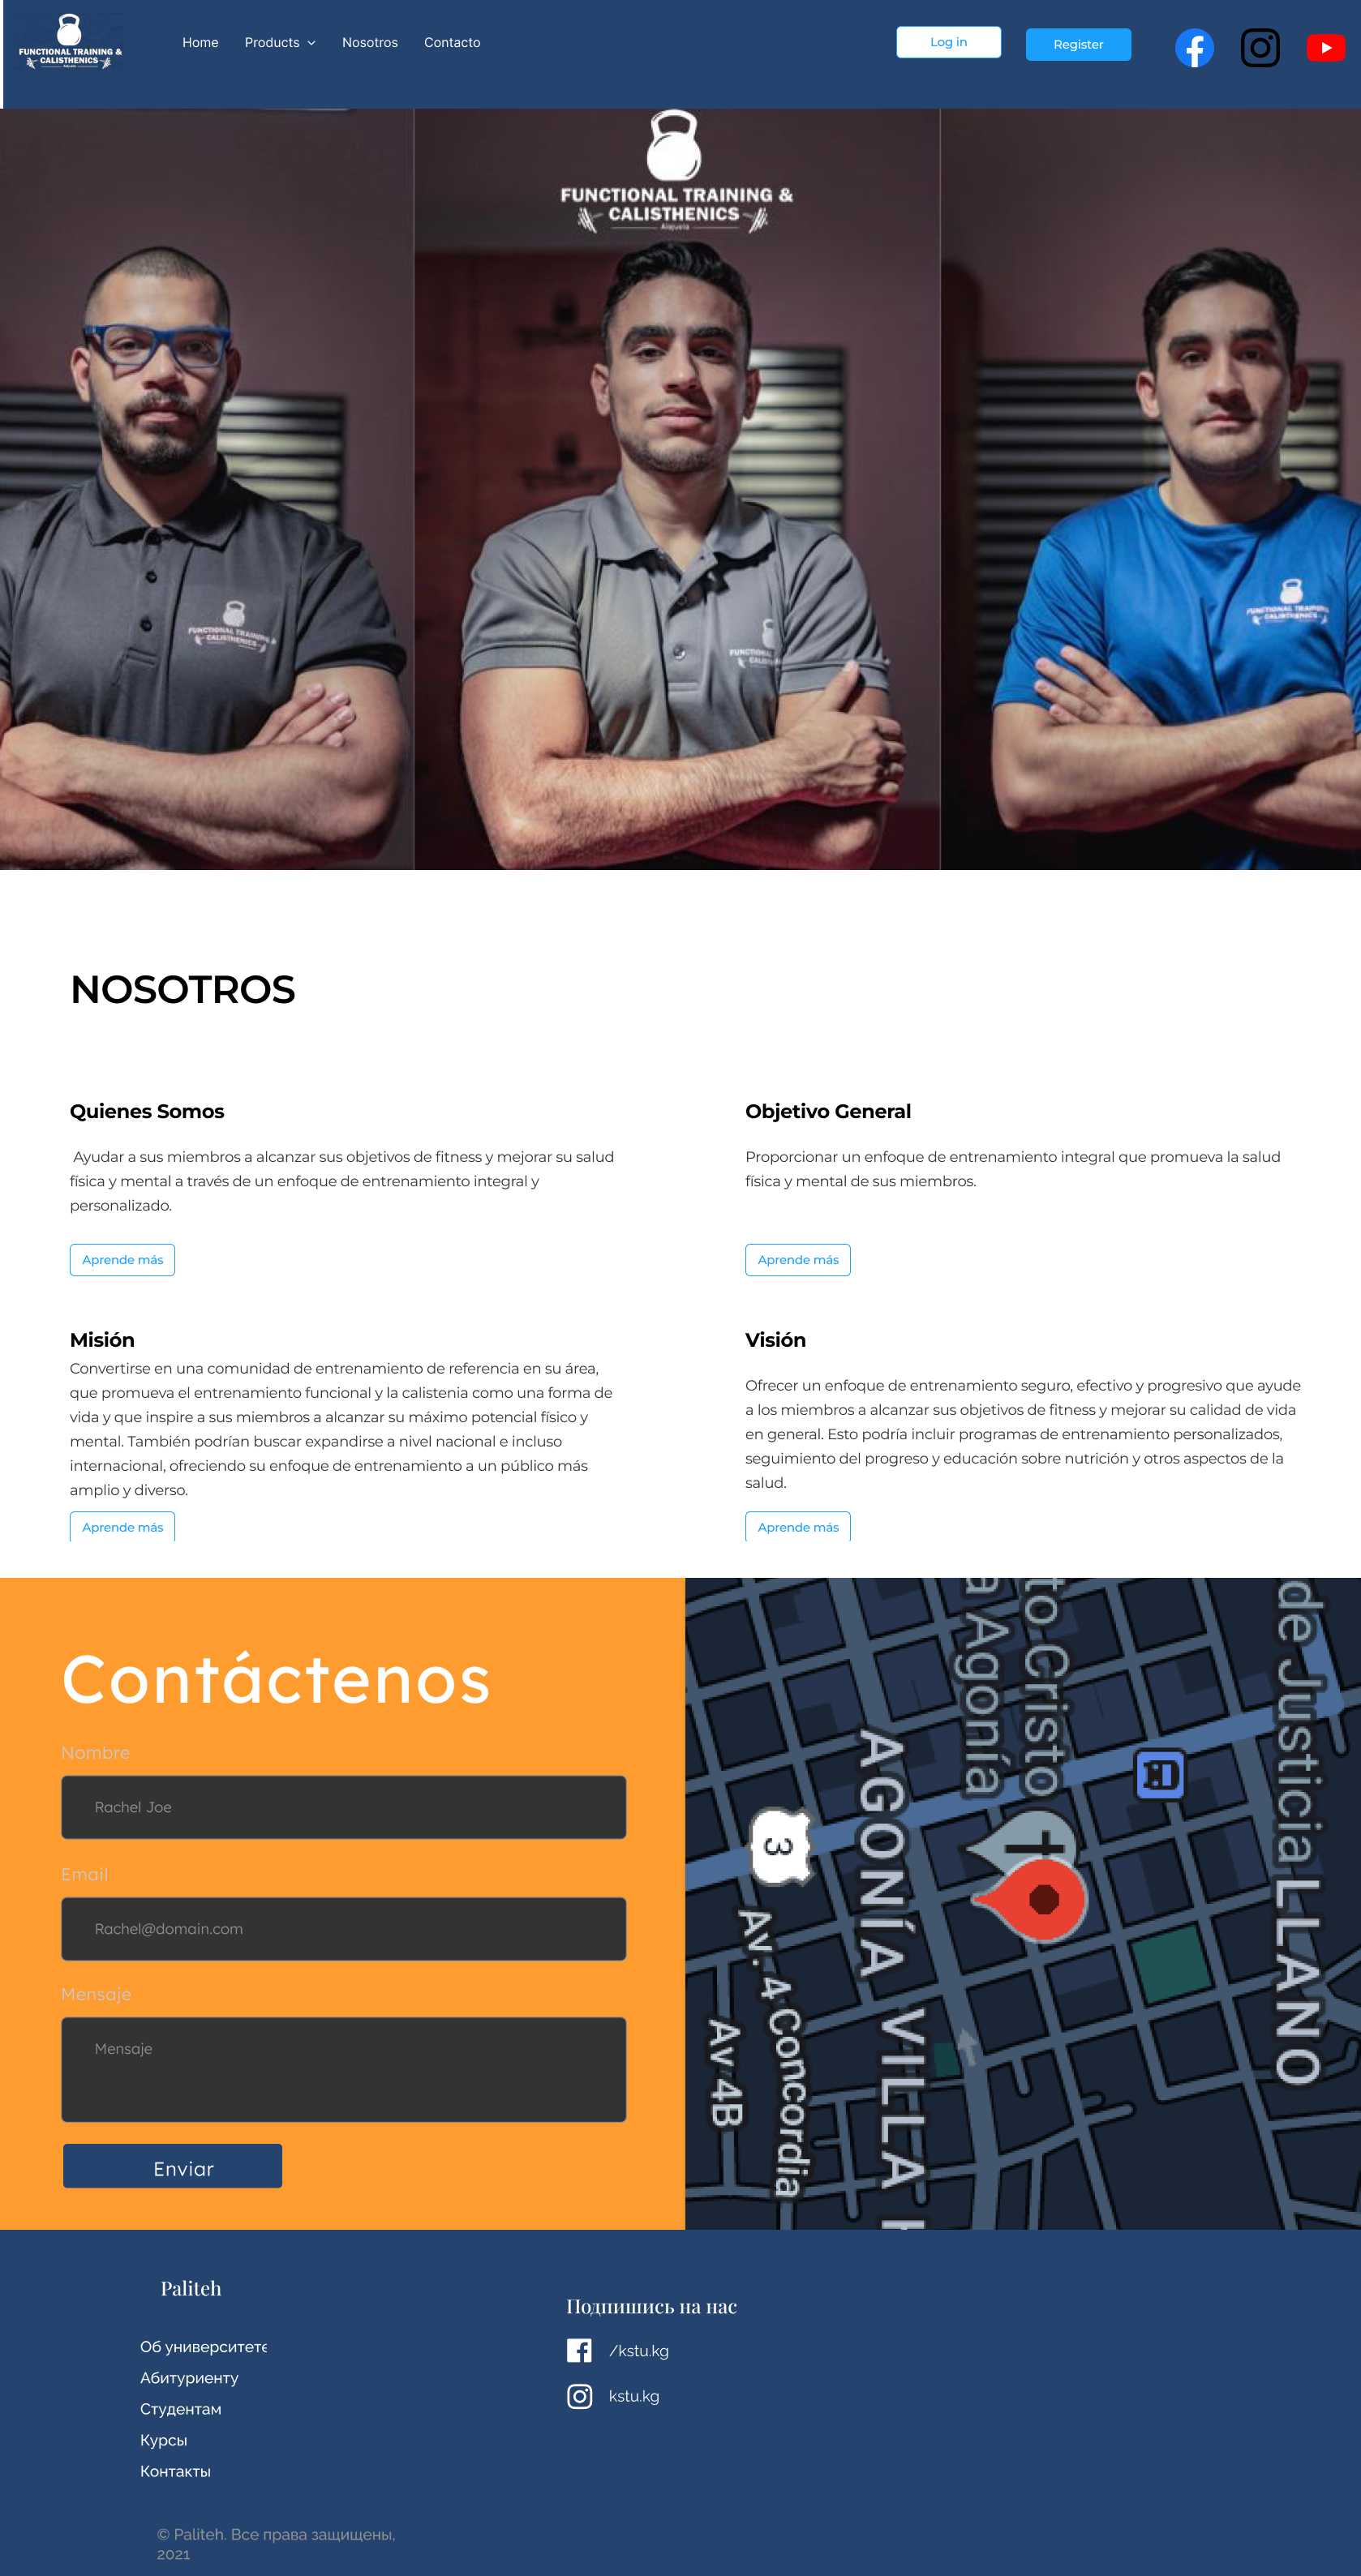 FUNCTIONAL TRAINING &
CALISTHENICS
Home
Products
Nosotros
Contacto
Log in
Register
FUNCTIONAL TRAINING &
CALISTHENICS
Alajuela
FUNCTIONAL TRAINING &
CALISTHENICS
FUNCTIONAL
CALISTHENICS
FUNCTIONAL TRAINING
CALISTHENICS
NOSOTROS
Quienes Somos
Ayudar a sus miembros a alcanzar sus objetivos de fitness y mejorar su salud
física y mental a través de un enfoque de entrenamiento integral y
personalizado.
Aprende más
Objetivo General
Proporcionar un enfoque de entrenamiento integral que promueva la salud
física y mental de sus miembros.
Aprende más
Misión
Convertirse en una comunidad de entrenamiento de referencia en su área,
que promueva el entrenamiento funcional y la calistenia como una forma de
vida y que inspire a sus miembros a alcanzar su máximo potencial físico y
mental. También podrían buscar expandirse a nivel nacional e incluso
internacional, ofreciendo su enfoque de entrenamiento a un público más
amplio y diverso.
Aprende más
Visión
Ofrecer un enfoque de entrenamiento seguro, efectivo y progresivo que ayude
a los miembros a alcanzar sus objetivos de fitness y mejorar su calidad de vida
en general. Esto podría incluir programas de entrenamiento personalizados,
seguimiento del progreso y educación sobre nutrición y otros aspectos de la
salud.
Aprende más
Contáctenos
Nombre
Rachel Joe
Email
Rachel@domain.com
Mensaje
Mensaje
Enviar
to Cristo
a Agonía
de Justicia
AGONÍA
LLANO
3
Av. 4 Concordia
Av 4B
VILLA
Paliteh
Об университете
Абитуриенту
Студентам
Курсы
Контакты
Подпишись на нас
/kstu.kg
kstu.kg
© Paliteh. Все права защищены,
2021